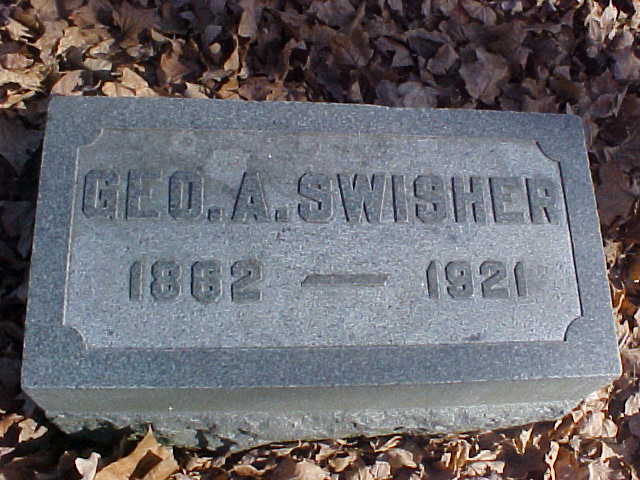 GEO. A. SWISHER
1862 — 1921